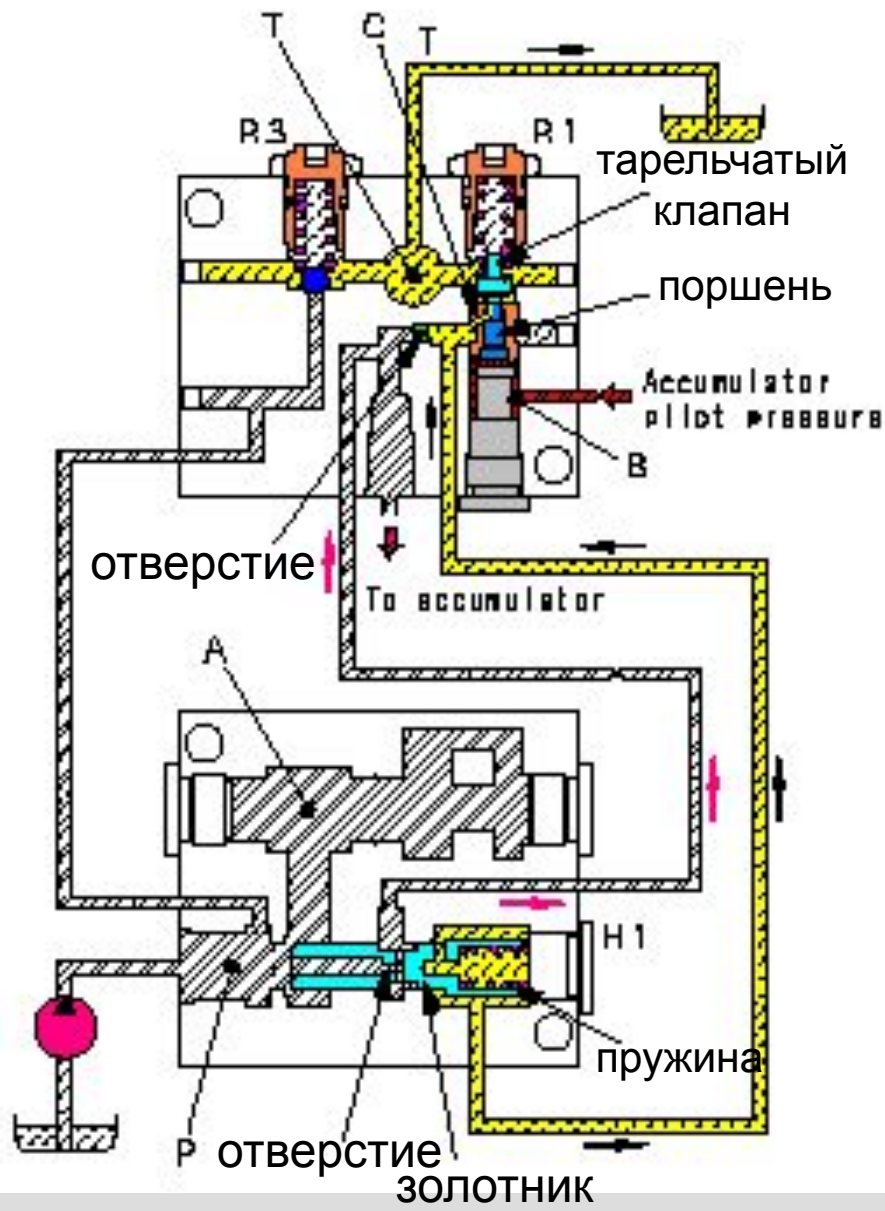 T C T
R3
R1
тарельчатый
клапан
поршень
Accumulator
pilot pressure
B
отверстие
To accumulator
A
H1
пружина
P
отверстие
золотник